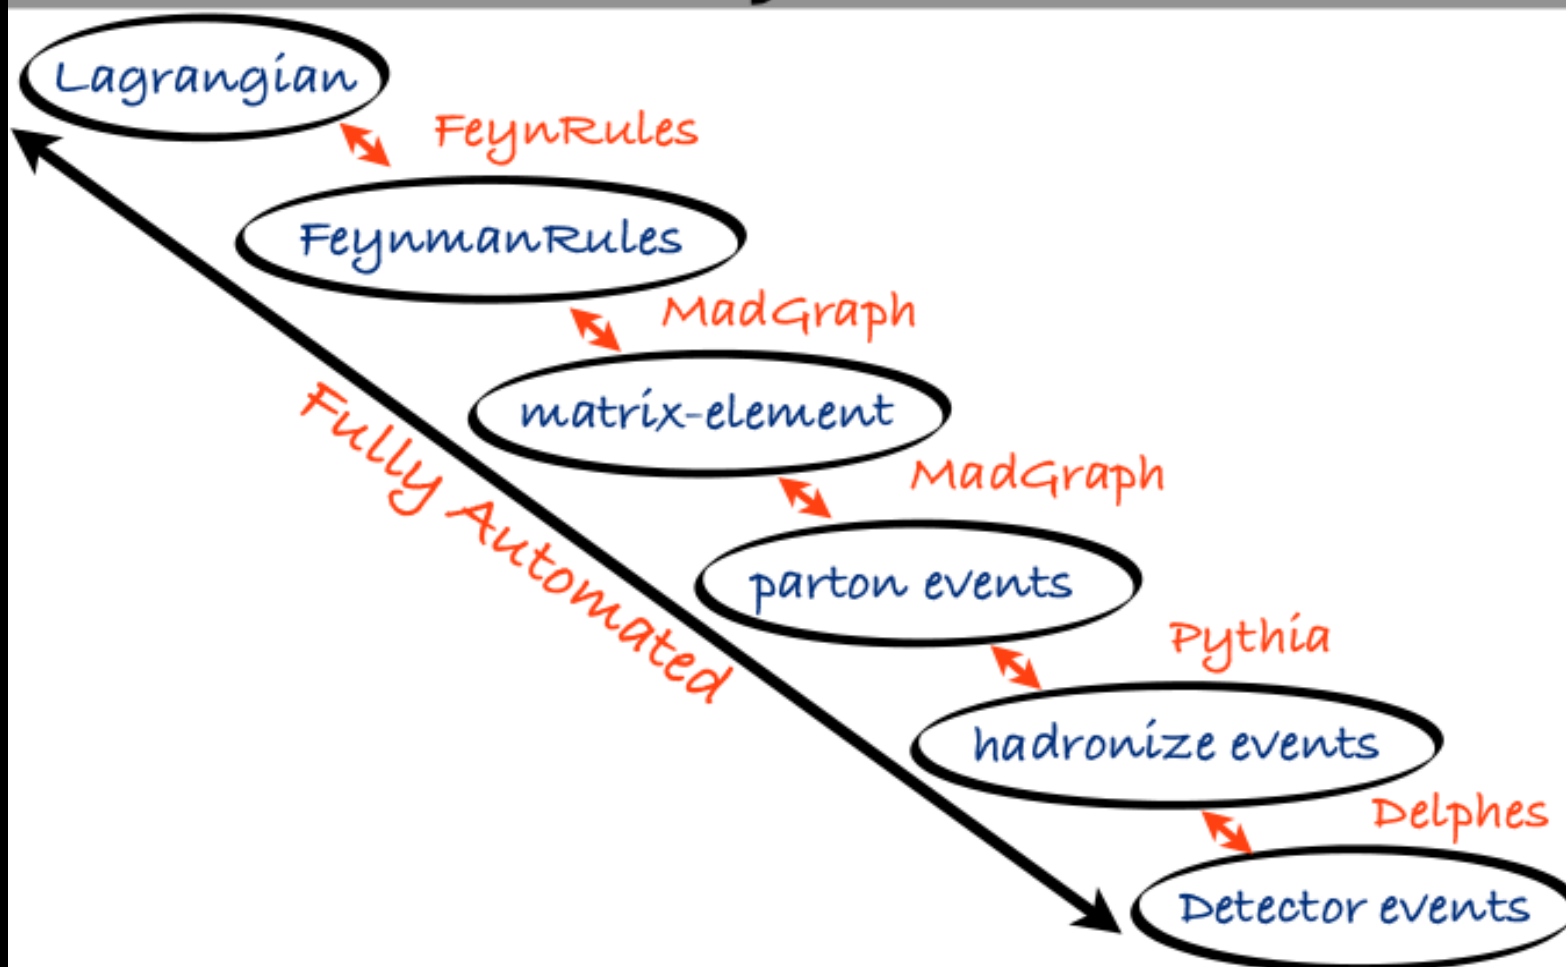 Lagrangian
FeynRules
FeynmanRules
MadGraph
matrix-element
MadGraph
parton events
Pythia
hadronize events
Delphes
Detector events
Fully Automated